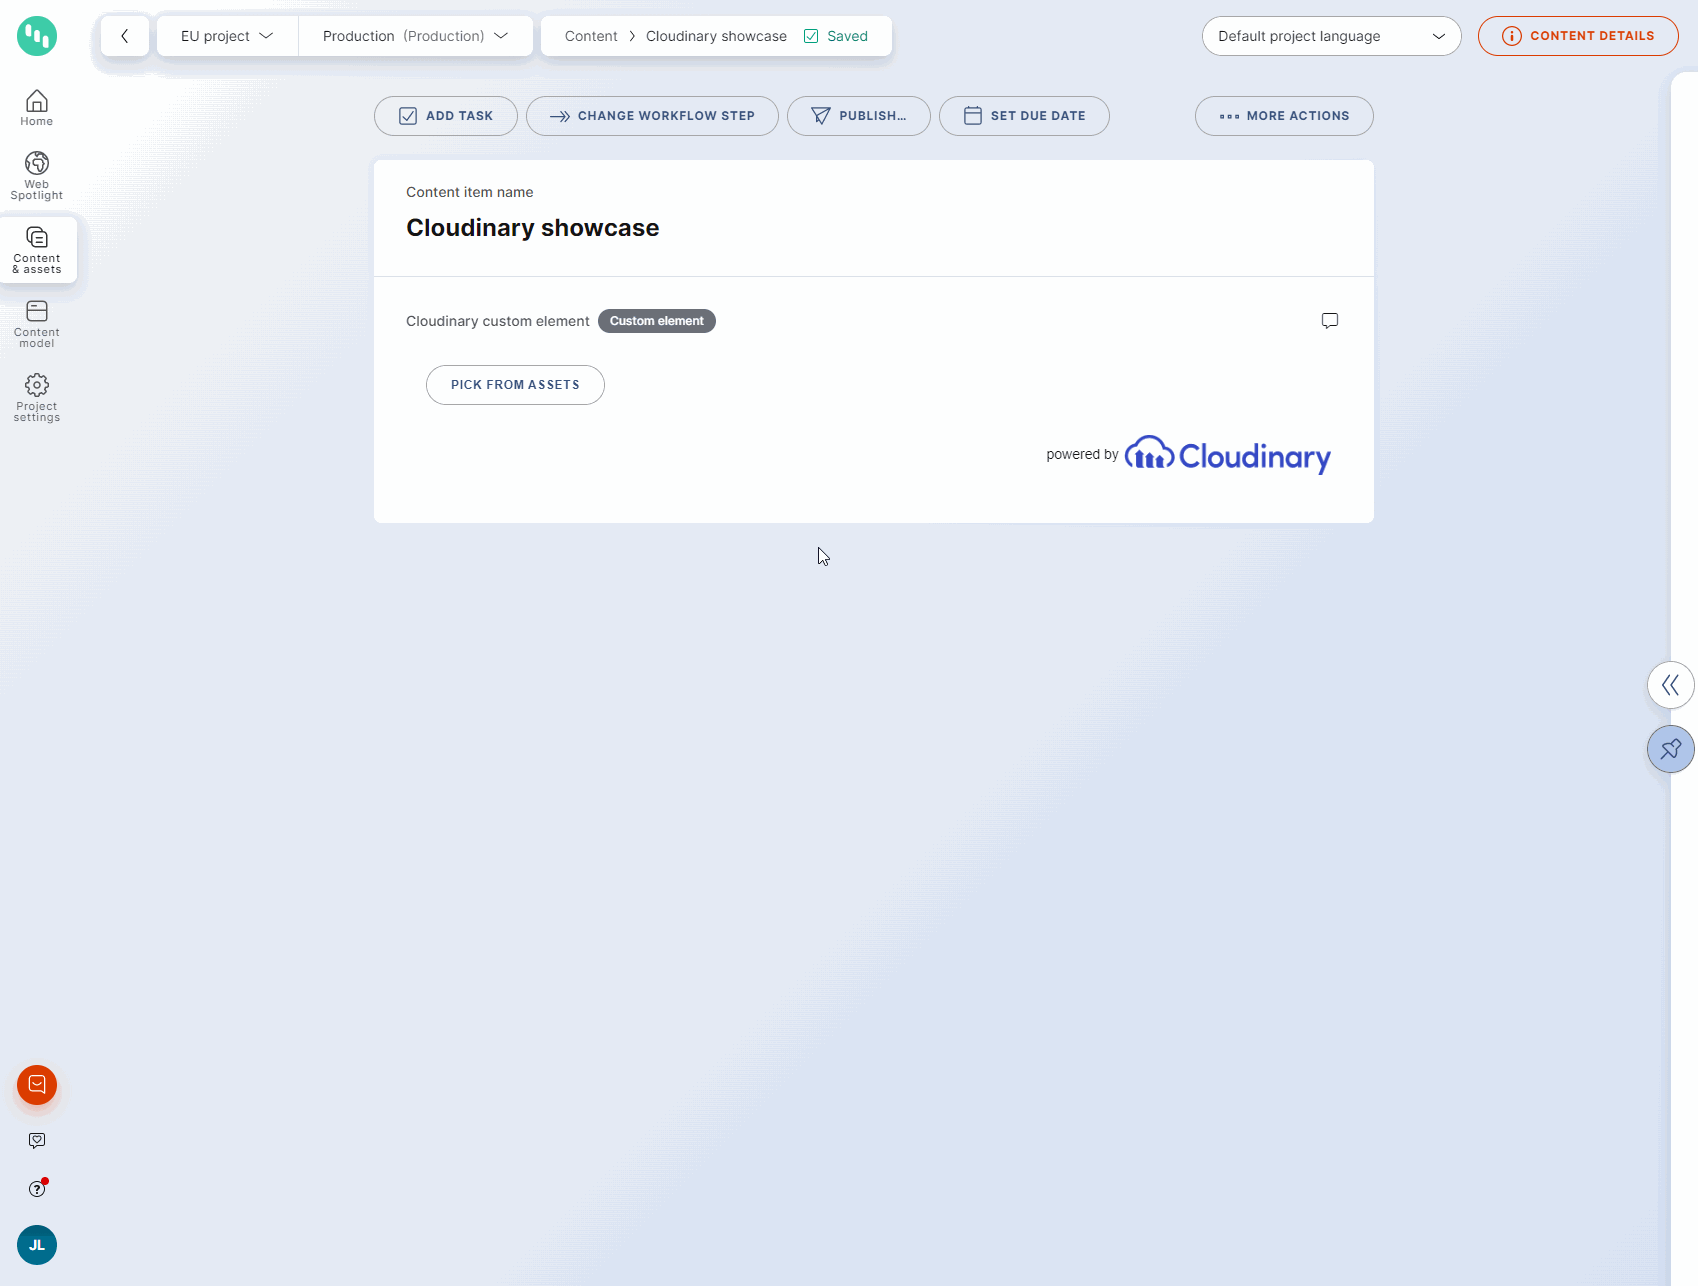 EU project
Production (Production)
Content Cloudinary showcase Saved
Default project language
CONTENT DETAILS
Home
Web
Spotlight
Content
& assets
Content
model
Project
settings
ADD TASK
CHANGE WORKFLOW STEP
PUBLISH...
SET DUE DATE
MORE ACTIONS
Content item name
Cloudinary showcase
Cloudinary custom element Custom element
PICK FROM ASSETS
powered by Cloudinary
JL